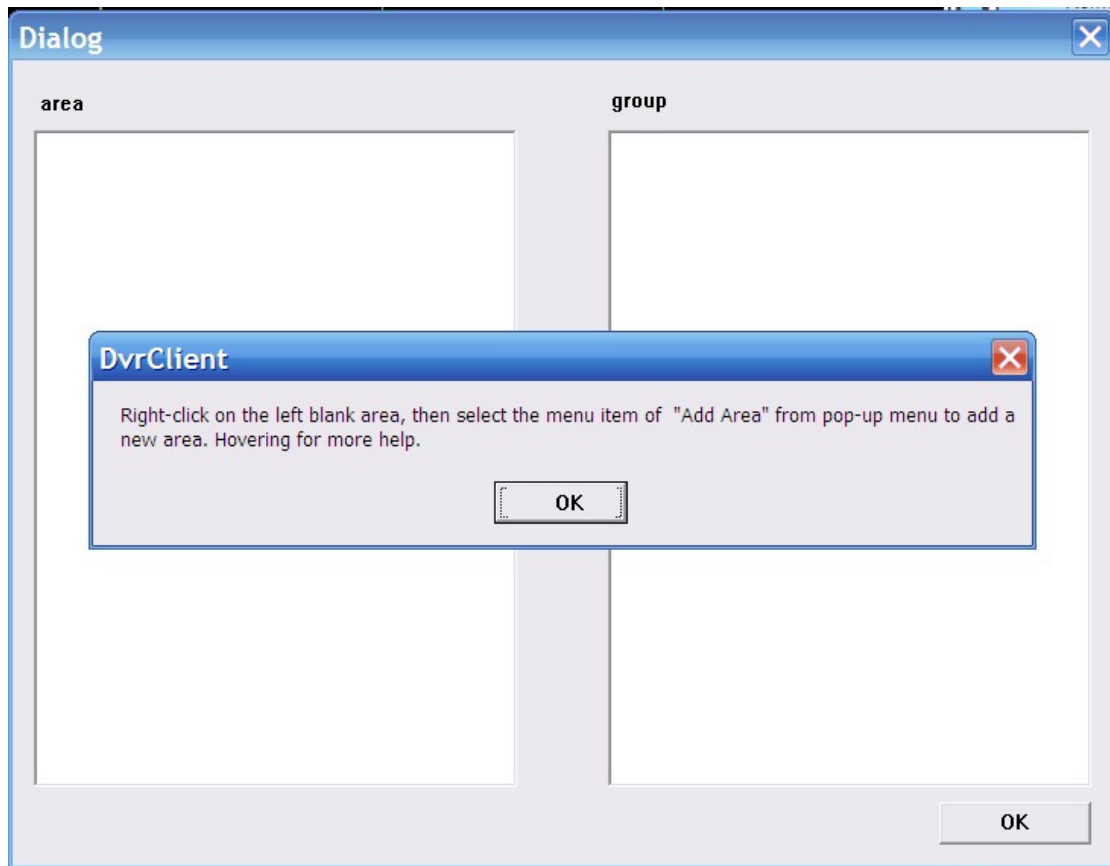 Dialog
area
group
DvrClient
Right-click on the left blank area, then select the menu item of  "Add Area" from pop-up menu to add a
new area. Hovering for more help.
OK
OK